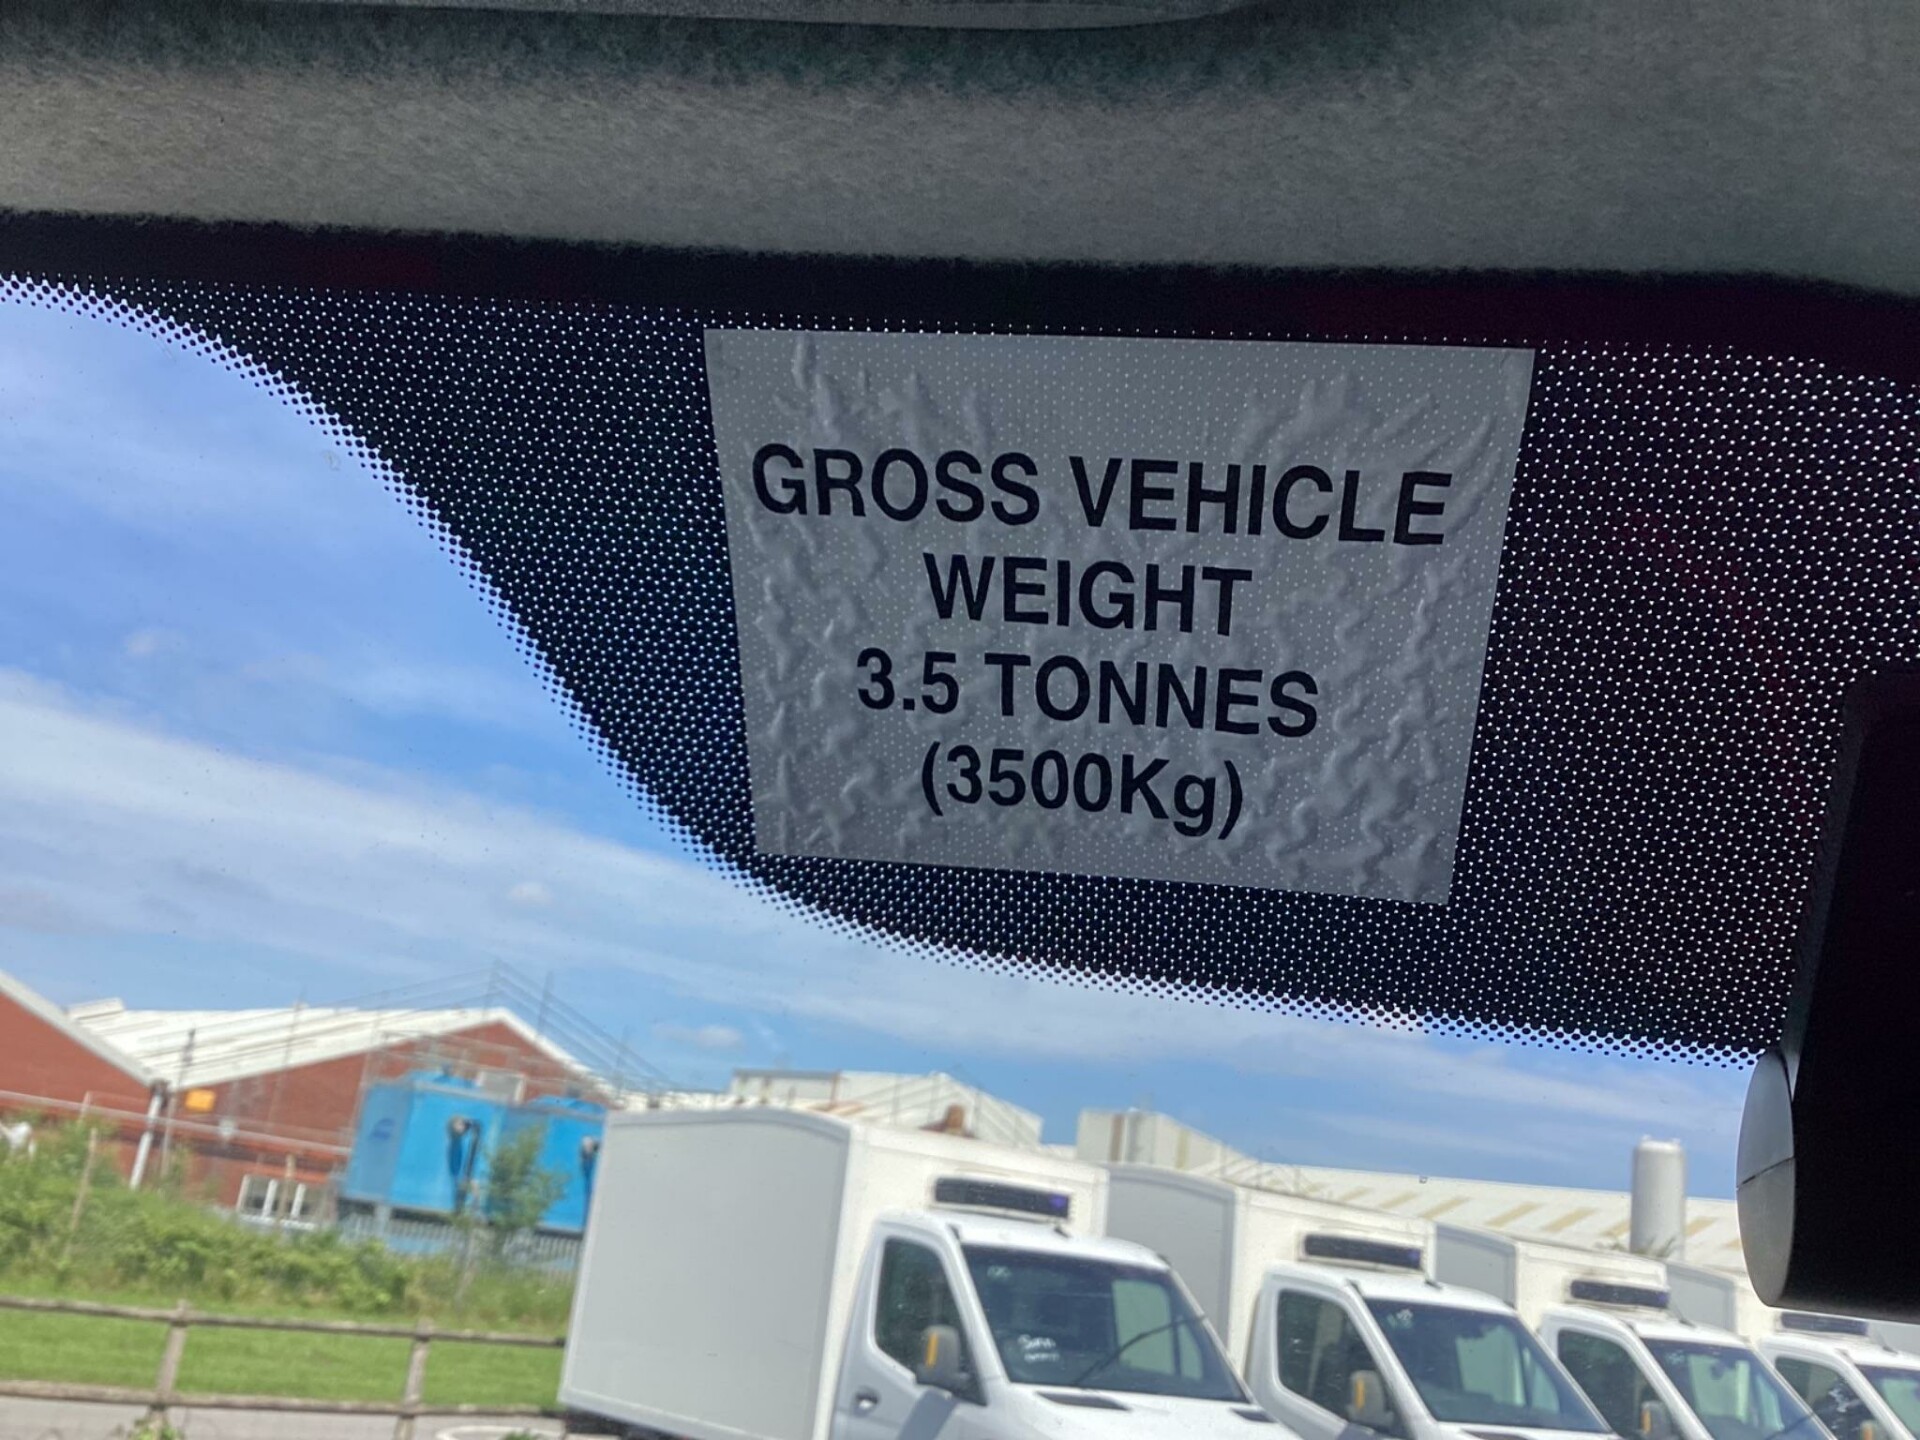 GROSS VEHICLE
WEIGHT
3.5 TONNES
(3500Kg)